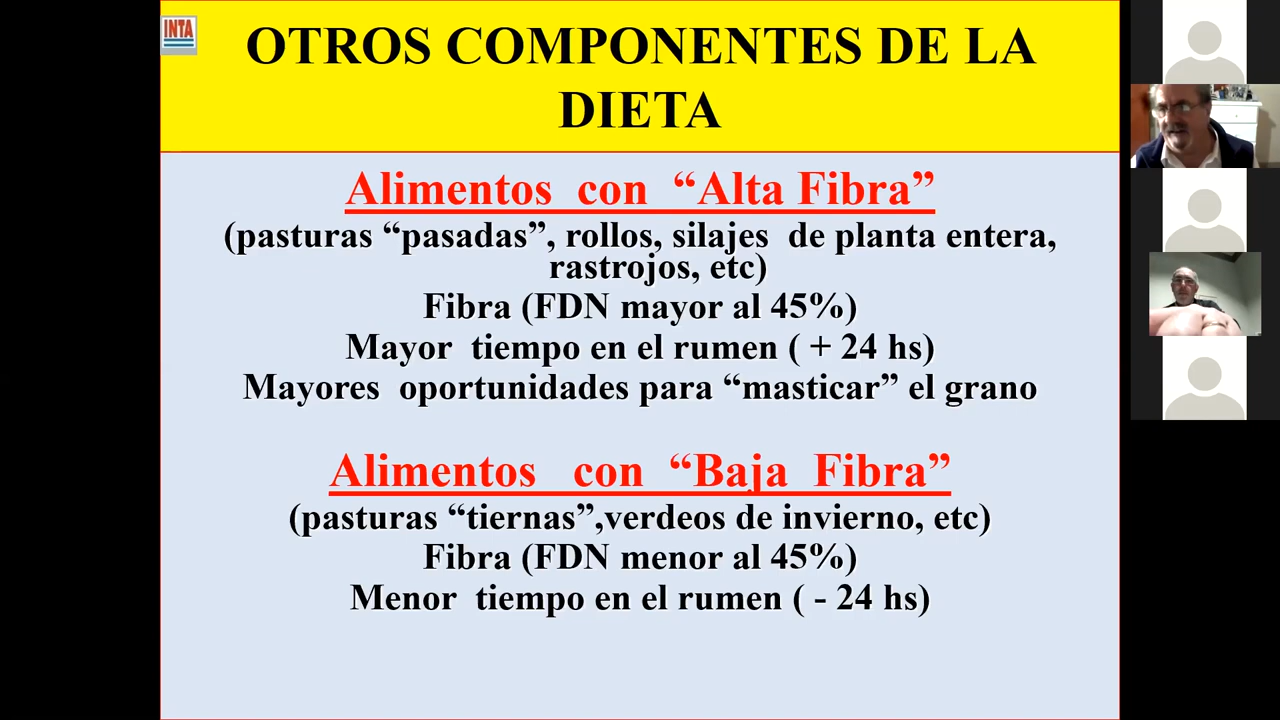 INTA
OTROS COMPONENTES DE LA
DIETA
Alimentos con “Alta Fibra”
(pasturas “pasadas”, rollos, silajes de planta entera,
rastrojos, etc)
Fibra (FDN mayor al 45%)
Mayor tiempo en el rumen ( + 24 hs)
Mayores oportunidades para “masticar” el grano
Alimentos con “Baja Fibra”
(pasturas “tiernas”,verdeos de invierno, etc)
Fibra (FDN menor al 45%)
Menor tiempo en el rumen ( - 24 hs)